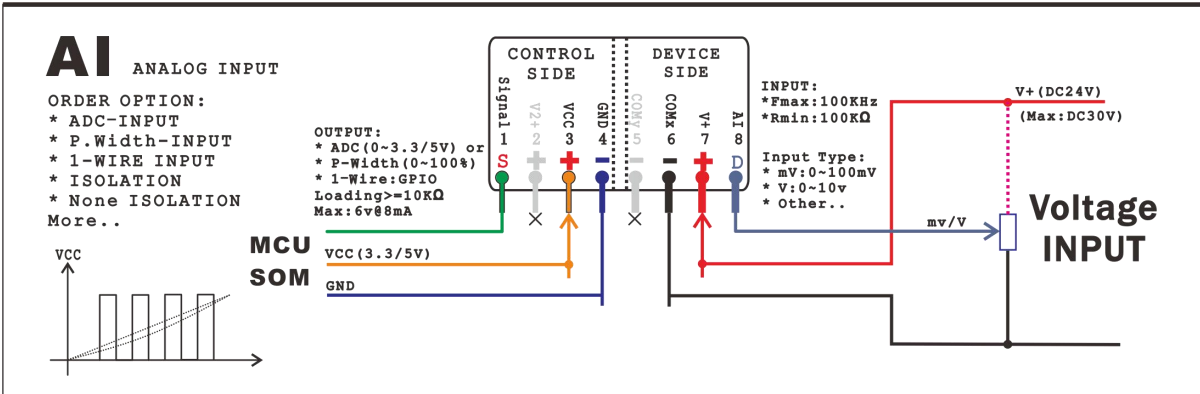 AI ANALOG INPUT
ORDER OPTION:
* ADC-INPUT
* P.Width-INPUT
* 1-WIRE INPUT
* ISOLATION
* None ISOLATION
More..
VCC
OUTPUT:
* ADC(0~3.3/5V) or
* P-Width(0~100%)
* 1-Wire:GPIO
Loading>=10KΩ
Max:6v@8mA
MCU
SOM
VCC(3.3/5V)
GND
CONTROL
SIDE
DEVICE
SIDE
Signal 1
V2+ 2
VCC 3
GND 4
COMy 5
COMx 6
V+ 7
AI 8
S + + - - - + D
INPUT:
*Fmax:100KHz
*Rmin:100KΩ
Input Type:
* mV:0~100mV
* V:0~10v
* Other..
mv/V
V+(DC24V)
(Max:DC30V)
Voltage
INPUT